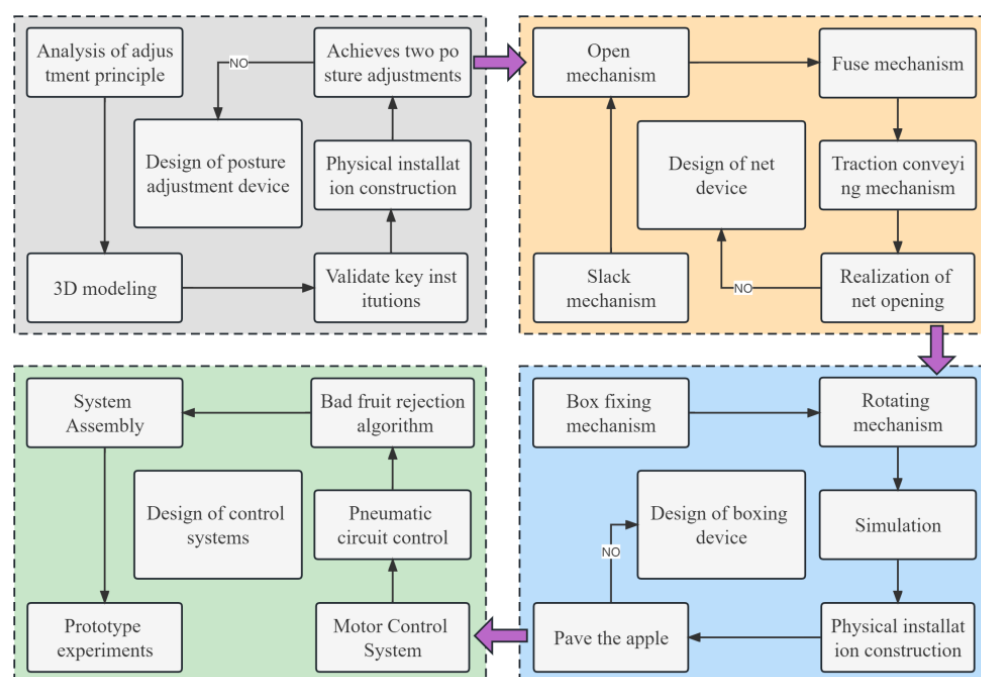 Analysis of adjus
tment principle
Achieves two po
sture adjustments
NO
Design of posture
adjustment device
Physical installat
ion construction
3D modeling
Validate key inst
itutions
Open
mechanism
Fuse mechanism
Design of net
device
Traction conveyi
ng mechanism
Slack
mechanism
NO
Realization of
net opening
System
Assembly
Bad fruit rejection
algorithm
Design of control
systems
Pneumatic
circuit control
Prototype
experiments
Motor Control
System
Box fixing
mechanism
Rotating
mechanism
Design of boxing
device
Simulation
NO
Pave the apple
Physical installat
ion construction